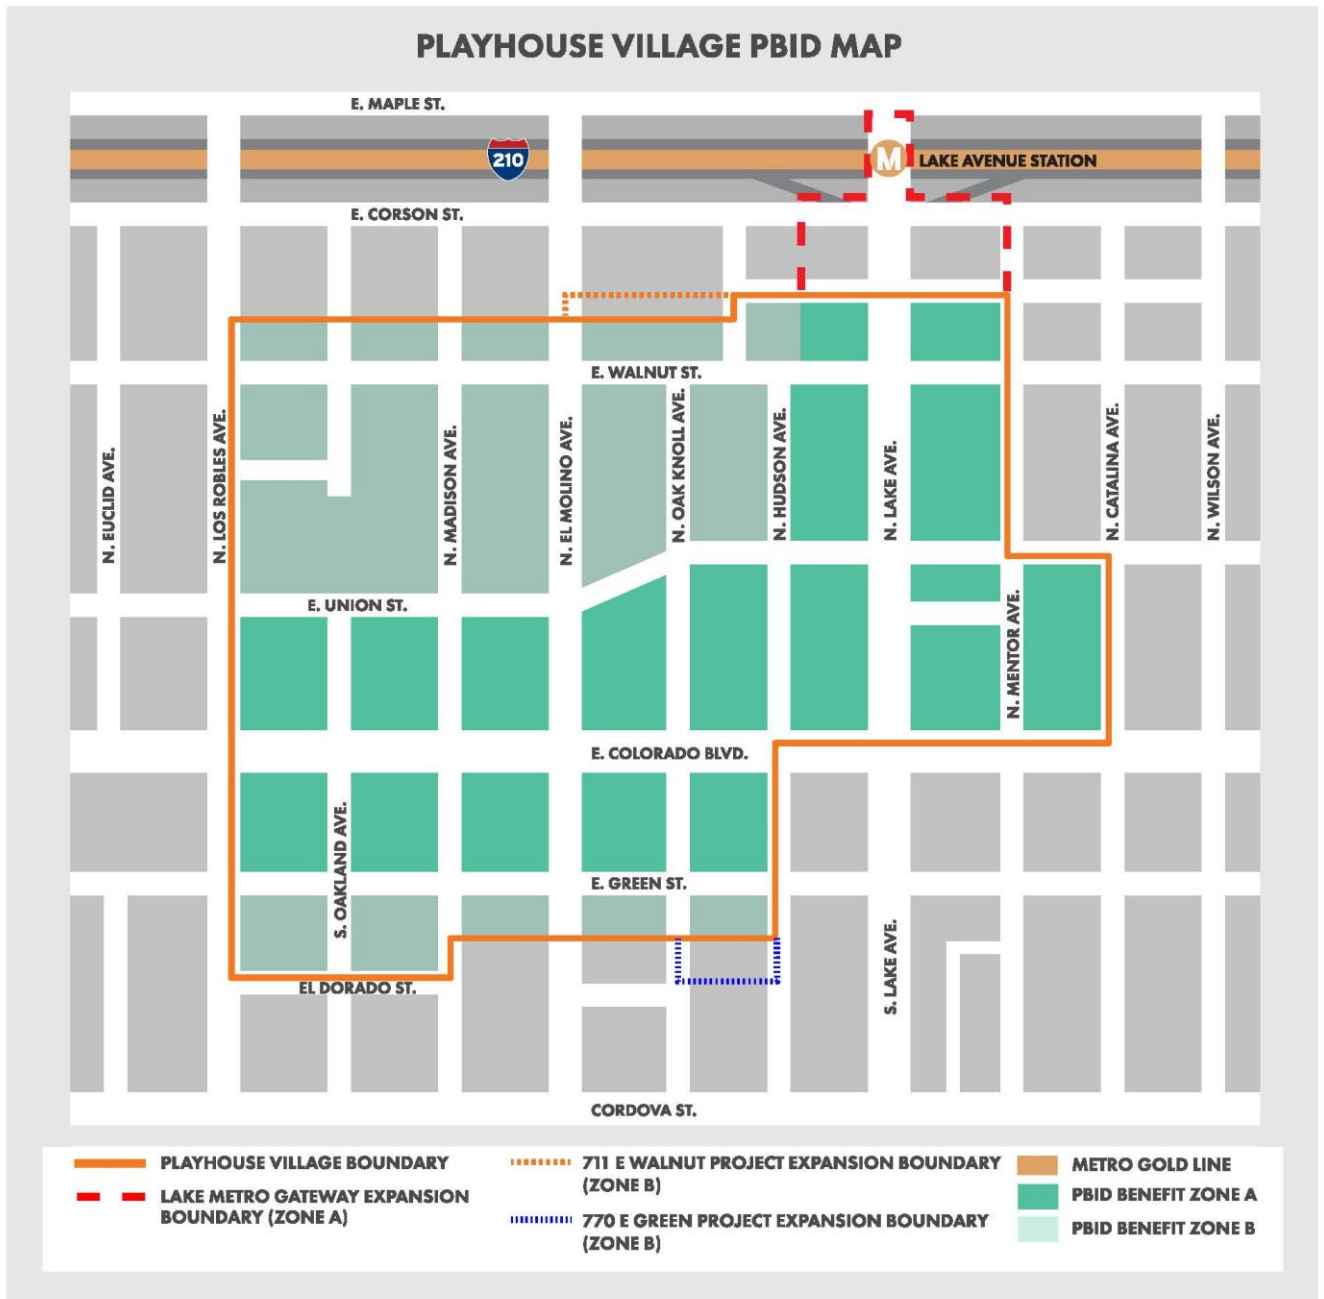 PLAYHOUSE VILLAGE PBID MAP
E. MAPLE ST.
210
M
LAKE AVENUE STATION
E. CORSON ST.
E. WALNUT ST.
N. EUCLID AVE.
N. LOS ROBLES AVE.
N. MADISON AVE.
N. EL MOLINO AVE.
N. OAK KNOLL AVE.
N. HUDSON AVE.
N. LAKE AVE.
N. CATALINA AVE.
N. WILSON AVE.
E. UNION ST.
N. MENTOR AVE.
E. COLORADO BLVD.
S. OAKLAND AVE.
E. GREEN ST.
S. LAKE AVE.
EL DORADO ST.
CORDOVA ST.
PLAYHOUSE VILLAGE BOUNDARY
LAKE METRO GATEWAY EXPANSION
BOUNDARY (ZONE A)
711 E WALNUT PROJECT EXPANSION BOUNDARY
(ZONE B)
770 E GREEN PROJECT EXPANSION BOUNDARY
(ZONE B)
METRO GOLD LINE
PBID BENEFIT ZONE A
PBID BENEFIT ZONE B